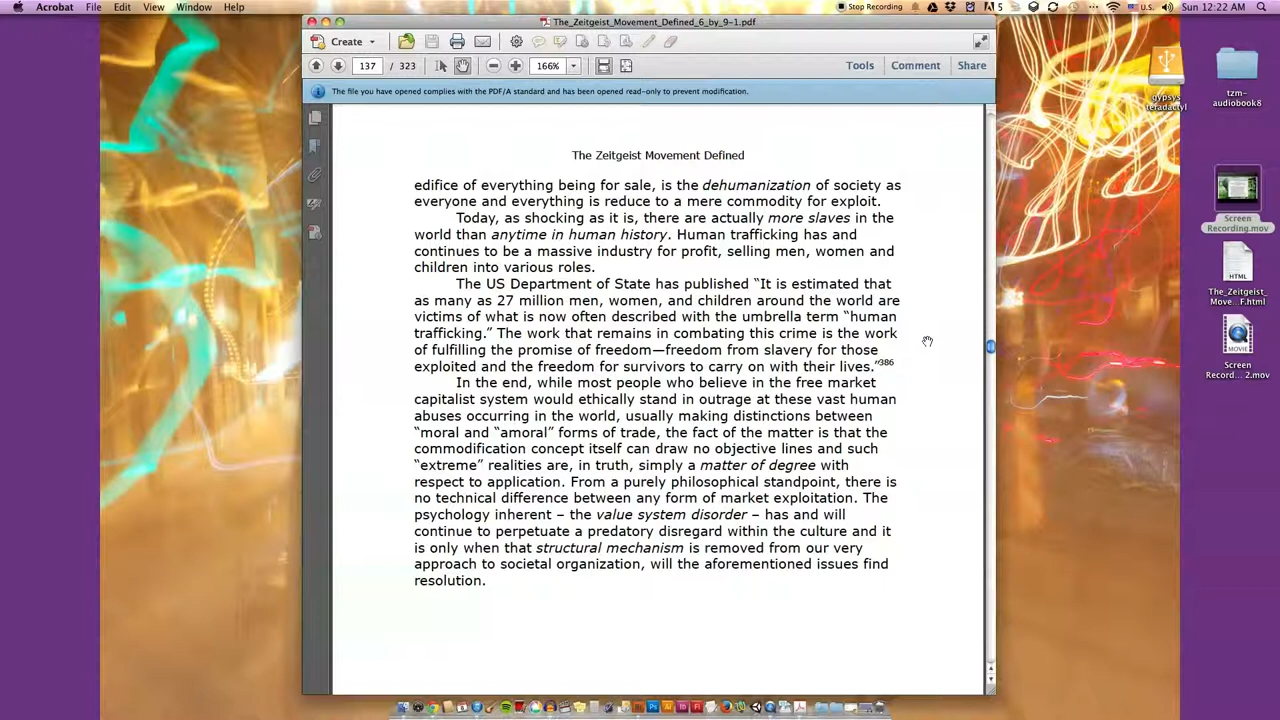 Acrobat File Edit View Window Help
Stop Recording
5
U.S.
Sun 12:22 AM
The_Zeitgeist_Movement_Defined_6_by_9-1.pdf
Create
137 / 323
166%
Tools Comment Share
The file you have opened complies with the PDF/A standard and has been opened read-only to prevent modification.
The Zeitgeist Movement Defined
edifice of everything being for sale, is the dehumanization of society as
everyone and everything is reduce to a mere commodity for exploit.
Today, as shocking as it is, there are actually more slaves in the
world than anytime in human history. Human trafficking has and
continues to be a massive industry for profit, selling men, women and
children into various roles.
The US Department of State has published “It is estimated that
as many as 27 million men, women, and children around the world are
victims of what is now often described with the umbrella term “human
trafficking.” The work that remains in combating this crime is the work
of fulfilling the promise of freedom—freedom from slavery for those
exploited and the freedom for survivors to carry on with their lives.”386
In the end, while most people who believe in the free market
capitalist system would ethically stand in outrage at these vast human
abuses occurring in the world, usually making distinctions between
“moral and “amoral” forms of trade, the fact of the matter is that the
commodification concept itself can draw no objective lines and such
“extreme” realities are, in truth, simply a matter of degree with
respect to application. From a purely philosophical standpoint, there is
no technical difference between any form of market exploitation. The
psychology inherent – the value system disorder – has and will
continue to perpetuate a predatory disregard within the culture and it
is only when that structural mechanism is removed from our very
approach to societal organization, will the aforementioned issues find
resolution.
gypsys
teradactyl
tzm-
audiobook8
Screen
Recording.mov
HTML
The_Zeitgeist_
Move...F.html
MOVIE
Screen
Record... 2.mov